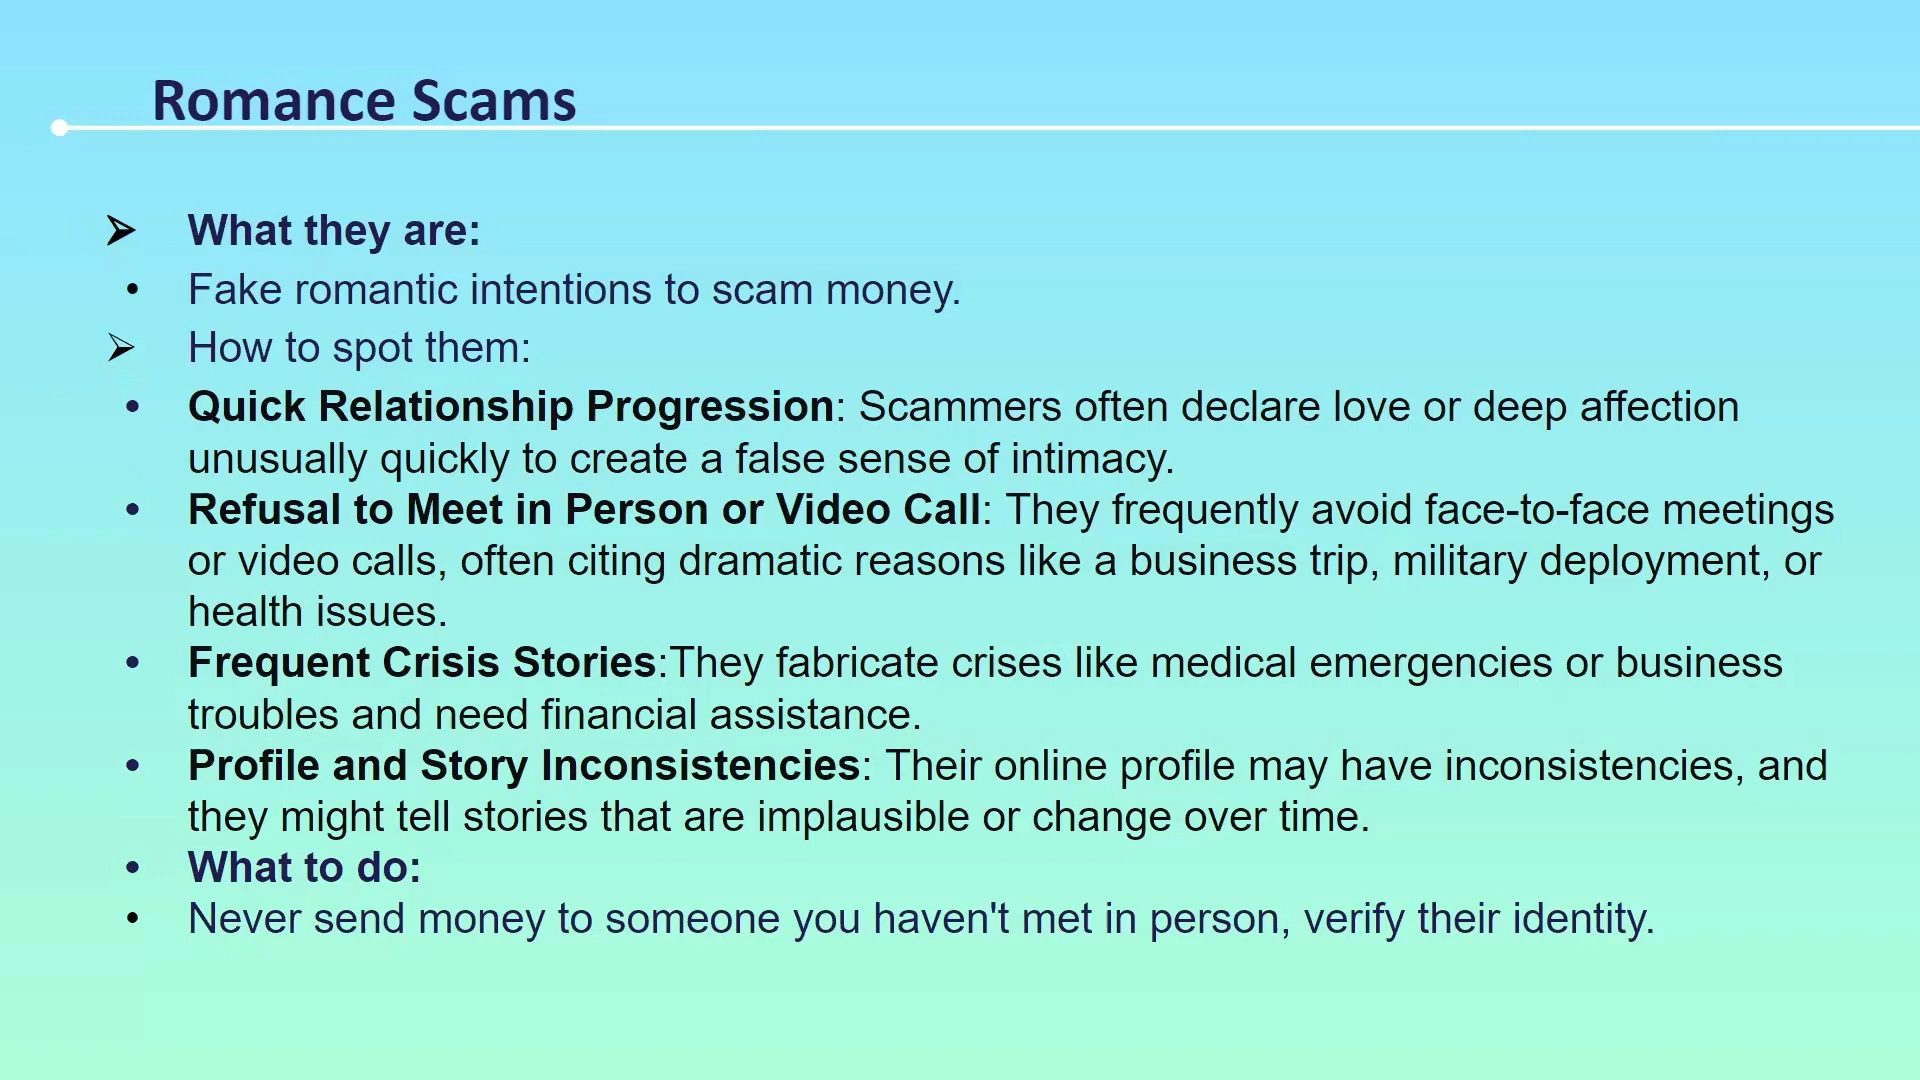 Romance Scams
➢ What they are:
• Fake romantic intentions to scam money.
➢ How to spot them:
• Quick Relationship Progression: Scammers often declare love or deep affection
unusually quickly to create a false sense of intimacy.
• Refusal to Meet in Person or Video Call: They frequently avoid face-to-face meetings
or video calls, often citing dramatic reasons like a business trip, military deployment, or
health issues.
• Frequent Crisis Stories:They fabricate crises like medical emergencies or business
troubles and need financial assistance.
• Profile and Story Inconsistencies: Their online profile may have inconsistencies, and
they might tell stories that are implausible or change over time.
• What to do:
• Never send money to someone you haven't met in person, verify their identity.